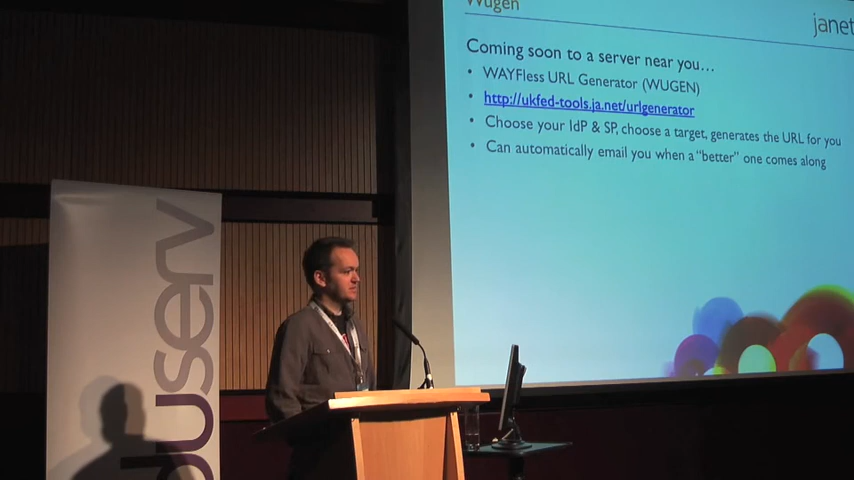 Wugen
janet
Coming soon to a server near you…
• WAYFless URL Generator (WUGEN)
• http://ukfed-tools.ja.net/urlgenerator
• Choose your IdP & SP, choose a target, generates the URL for you
• Can automatically email you when a "better" one comes along
duserv